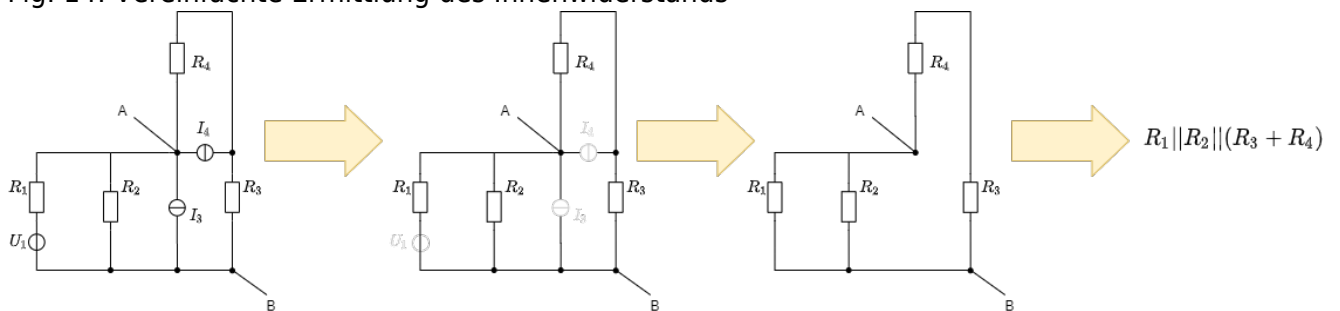 Fig. 14: Vereinfachte Ermittlung des Innenwiderstands
R₄
A
I₄
R₁
R₂
I₃
R₃
U₁
B
R₄
A
I₄
R₁
R₂
I₃
R₃
U₁
B
R₄
A
R₁
R₂
R₃
B
R₁||R₂||(R₃ + R₄)